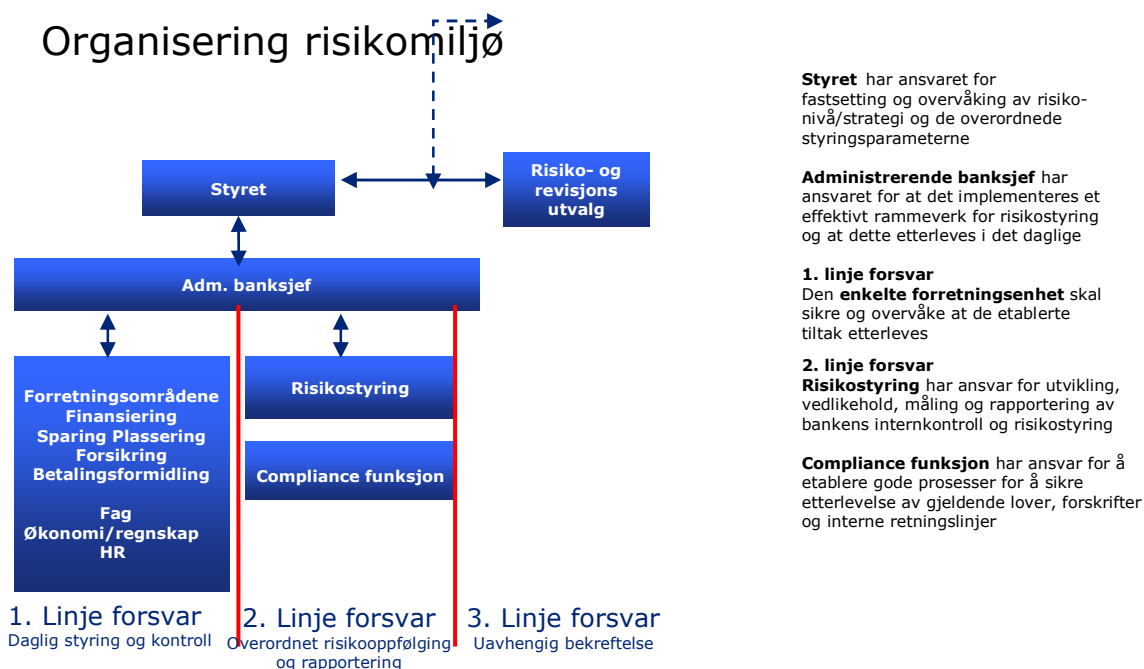 Organisering risikomiljø
Styret
Risiko- og
revisjons
utvalg
Adm. banksjef
Forretningsområdene
Finansiering
Sparing Plassering
Forsikring
Betalingsformidling
Fag
Økonomi/regnskap
HR
Risikostyring
Compliance funksjon
1. Linje forsvar
Daglig styring og kontroll
2. Linje forsvar
Overordnet risikooppfølging
og rapportering
3. Linje forsvar
Uavhengig bekreftelse
Styret har ansvaret for
fastsetting og overvåking av risiko-
nivå/strategi og de overordnede
styringsparameterne
Administrerende banksjef har
ansvaret for at det implementeres et
effektivt rammeverk for risikostyring
og at dette etterleves i det daglige
1. linje forsvar
Den enkelte forretningsenhet skal
sikre og overvåke at de etablerte
tiltak etterleves
2. linje forsvar
Risikostyring har ansvar for utvikling,
vedlikehold, måling og rapportering av
bankens internkontroll og risikostyring
Compliance funksjon har ansvar for å
etablere gode prosesser for å sikre
etterlevelse av gjeldende lover, forskrifter
og interne retningslinjer